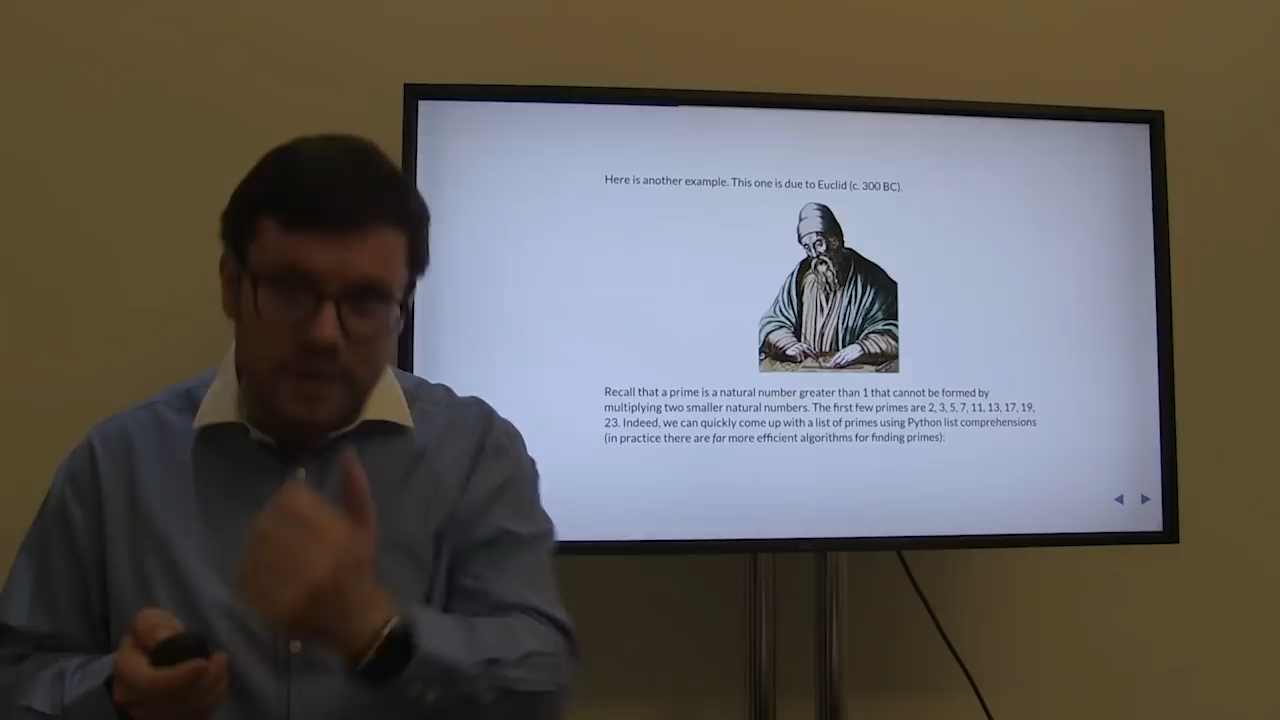 Here is another example. This one is due to Euclid (c. 300 BC).
Recall that a prime is a natural number greater than 1 that cannot be formed by
multiplying two smaller natural numbers. The first few primes are 2, 3, 5, 7, 11, 13, 17, 19,
23. Indeed, we can quickly come up with a list of primes using Python list comprehensions
(in practice there are far more efficient algorithms for finding primes):